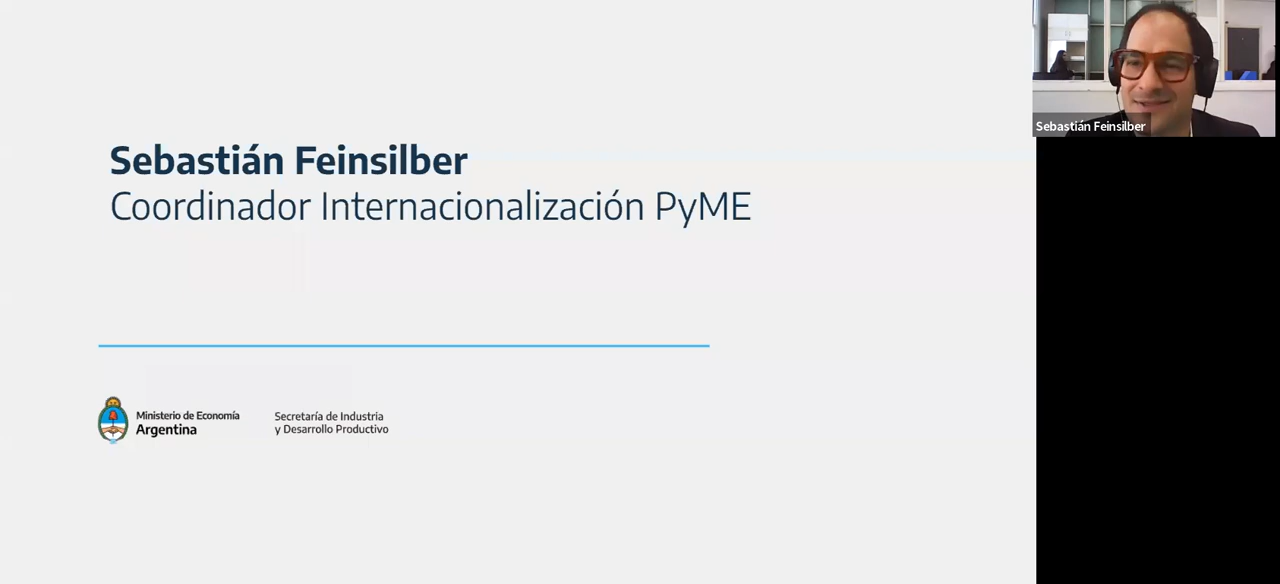 Sebastián Feinsilber
Coordinador Internacionalización PyME
Ministerio de Economía
Argentina
Secretaría de Industria
y Desarrollo Productivo
Sebastián Feinsilber